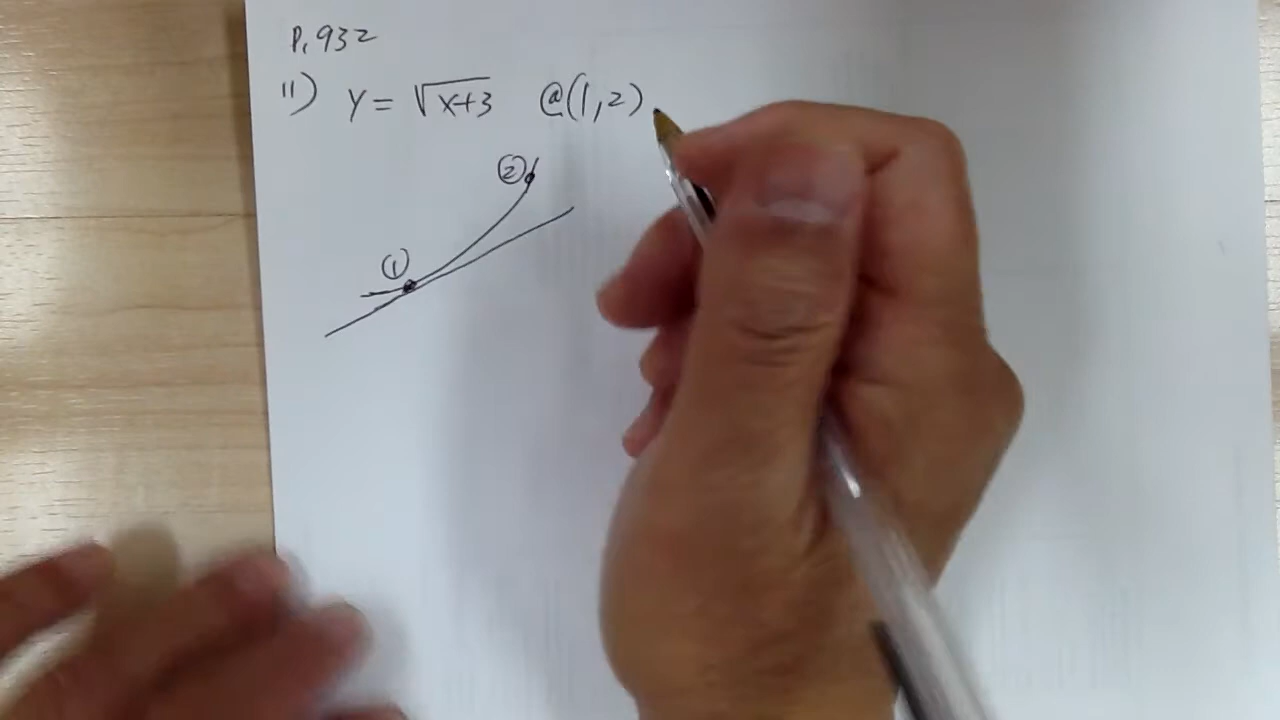 P. 932
11) y = √x+3 @(1,2)
②
①